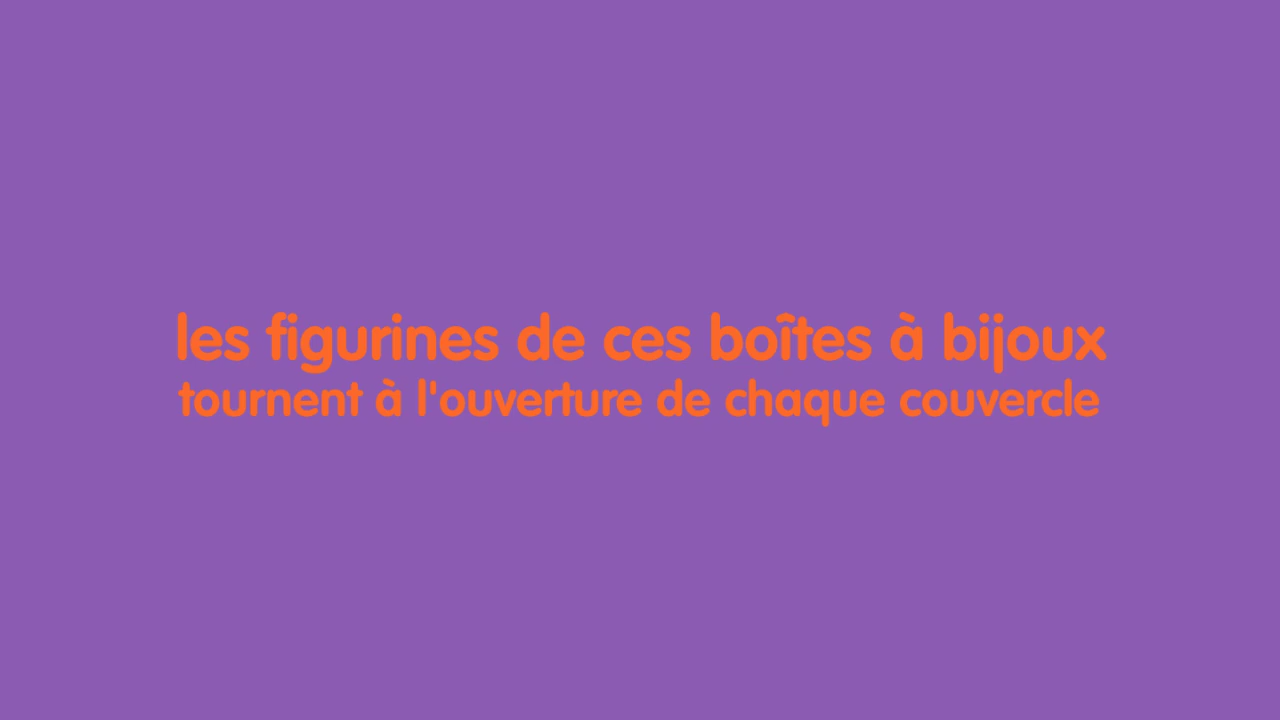 les figurines de ces boîtes à bijoux
tournent à l'ouverture de chaque couvercle